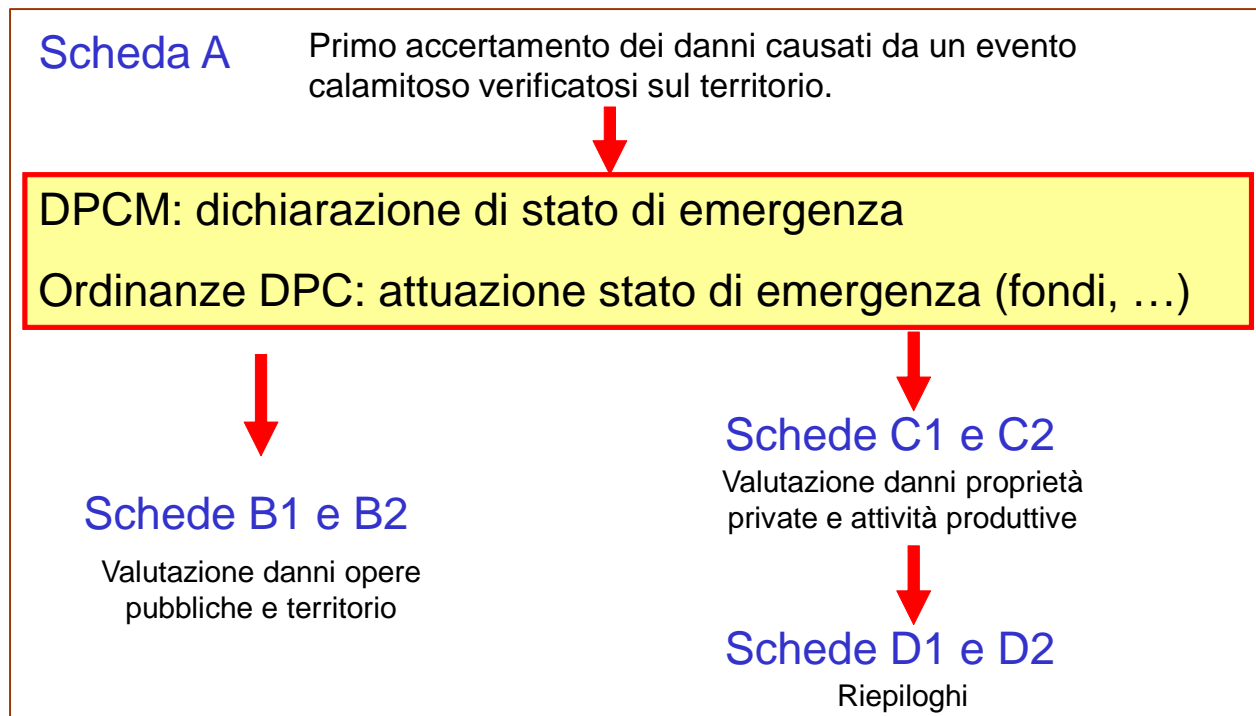 Scheda A
Primo accertamento dei danni causati da un evento
calamitoso verificatosi sul territorio.
DPCM: dichiarazione di stato di emergenza
Ordinanze DPC: attuazione stato di emergenza (fondi, …)
Schede B1 e B2
Valutazione danni opere
pubbliche e territorio
Schede C1 e C2
Valutazione danni proprietà
private e attività produttive
Schede D1 e D2
Riepiloghi